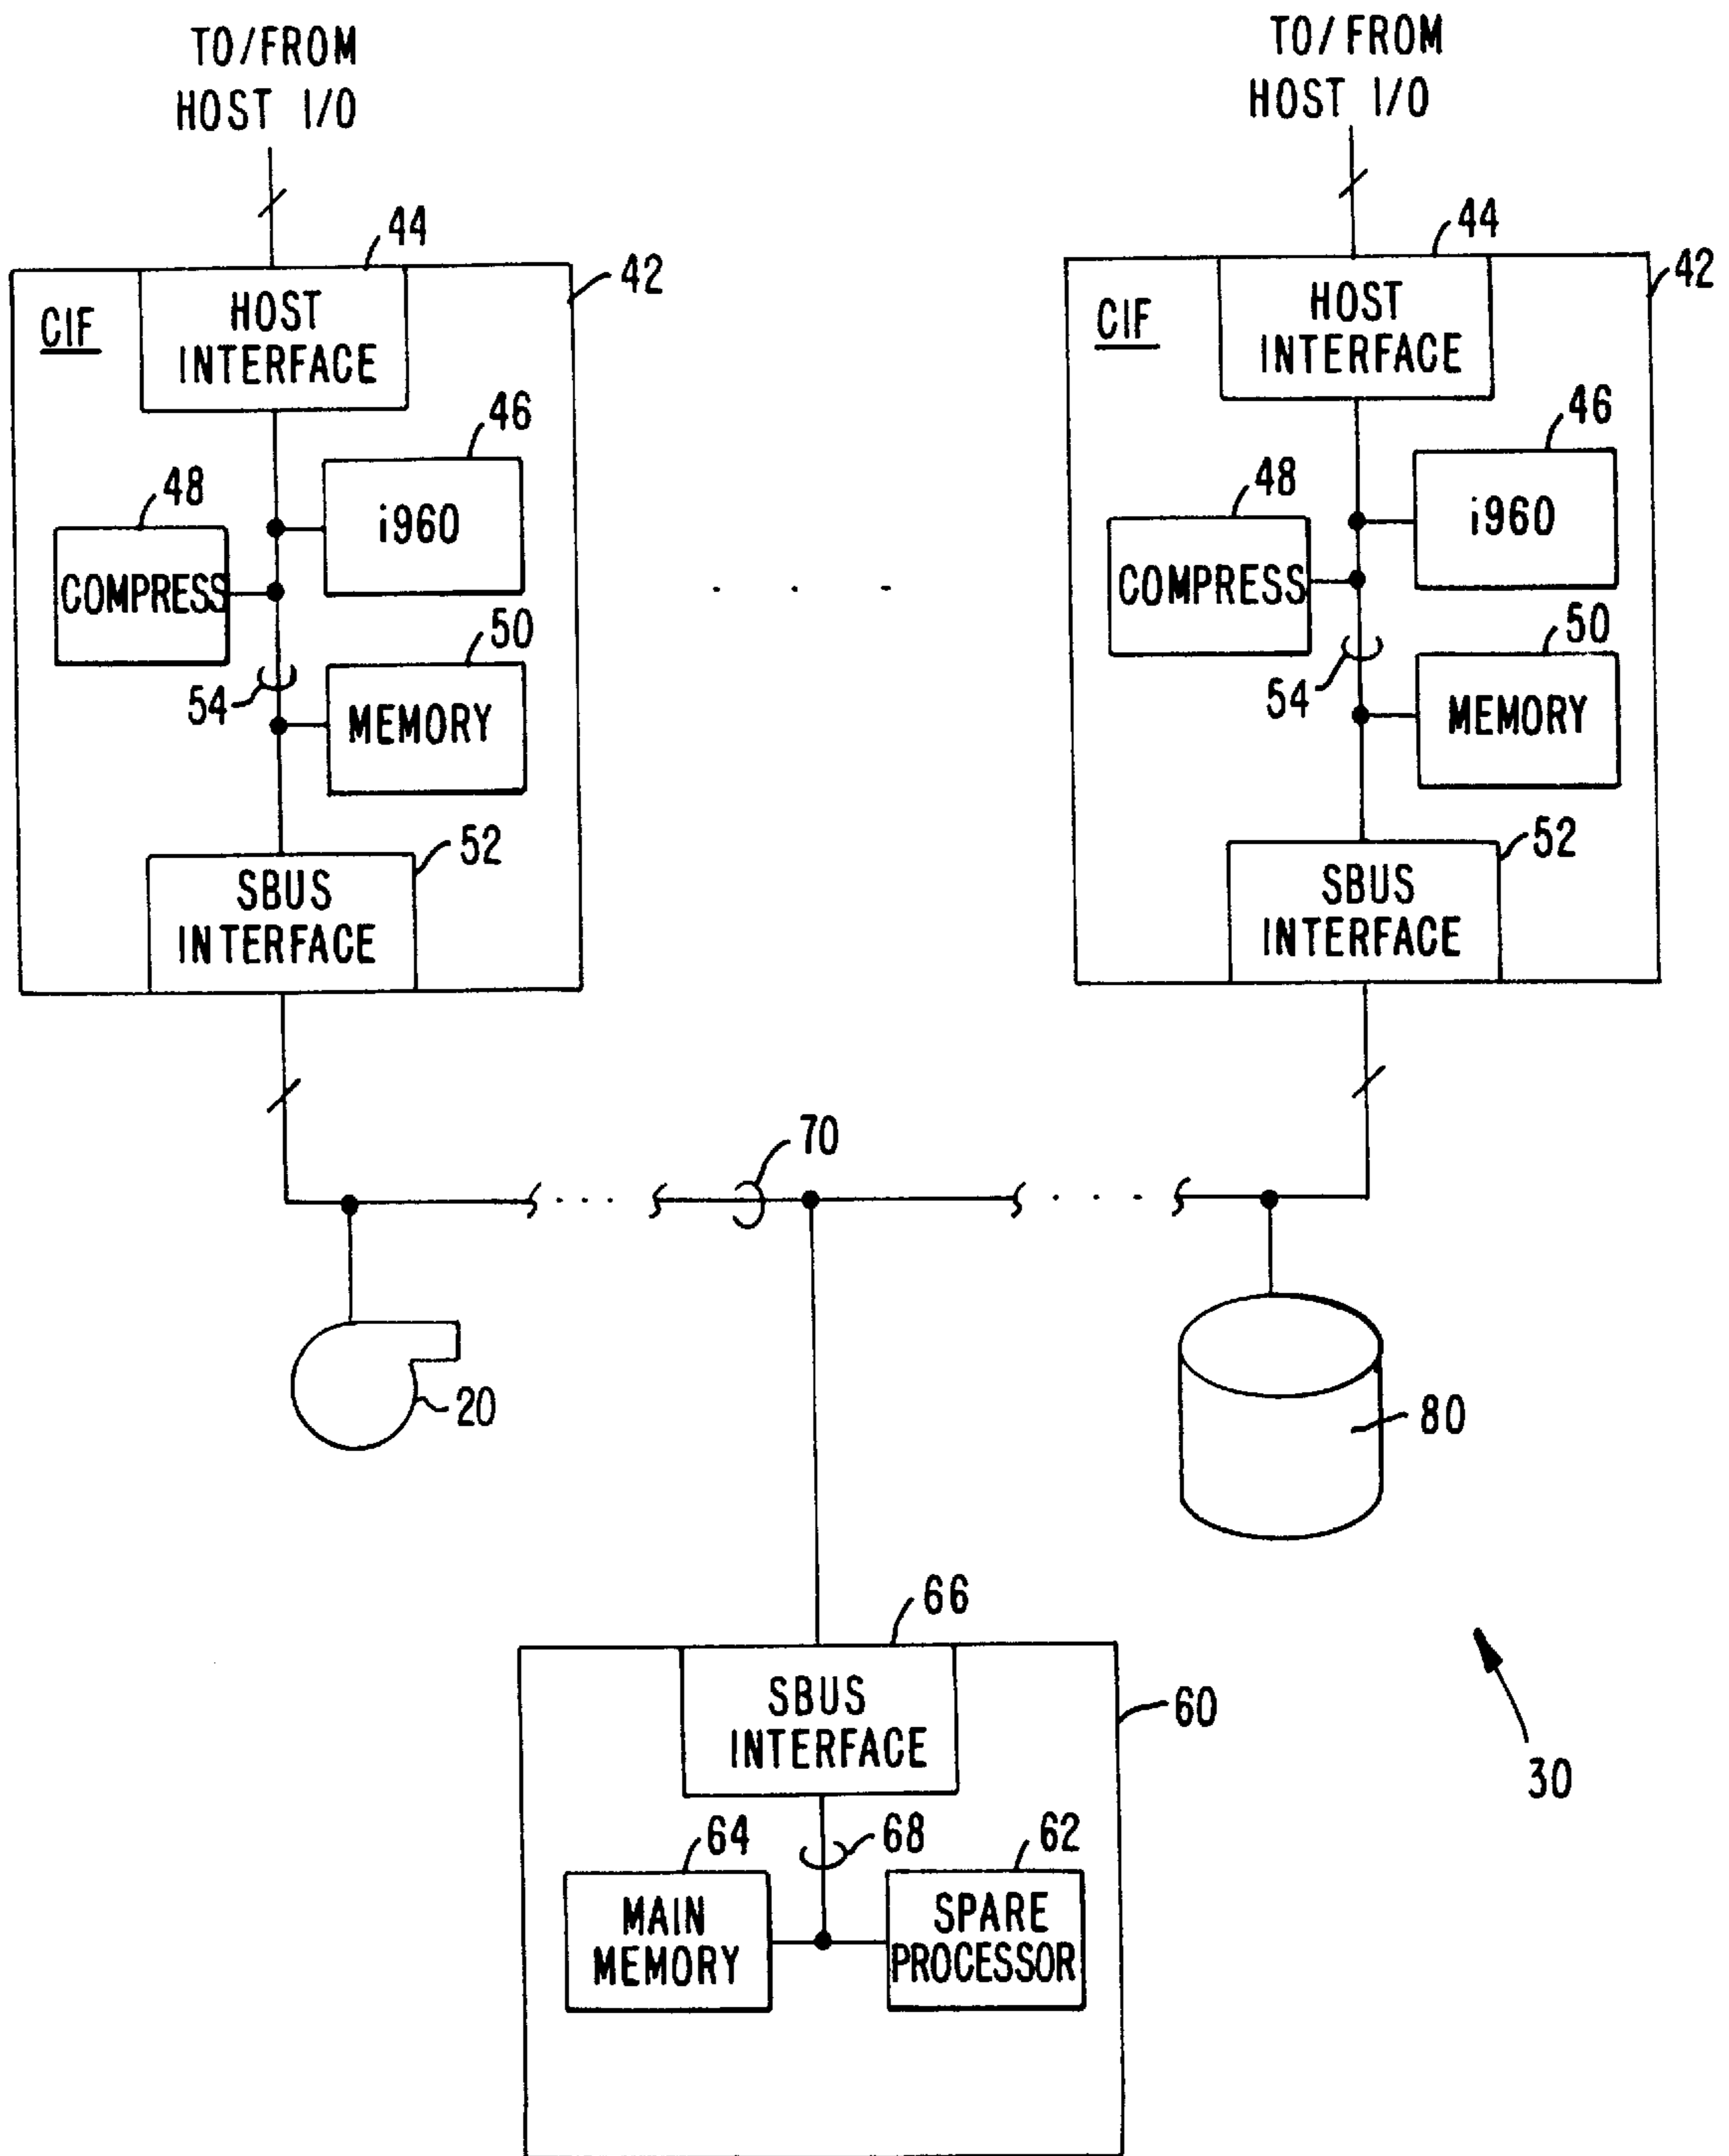 TO/FROM
HOST I/O
TO/FROM
HOST I/O
44
42
CIF
HOST
INTERFACE
46
i960
48
COMPRESS
50
MEMORY
54
52
SBUS
INTERFACE
. . .
44
42
CIF
HOST
INTERFACE
46
i960
48
COMPRESS
50
MEMORY
54
52
SBUS
INTERFACE
70
20
80
66
SBUS
INTERFACE
60
30
64
68
62
MAIN
MEMORY
SPARE
PROCESSOR